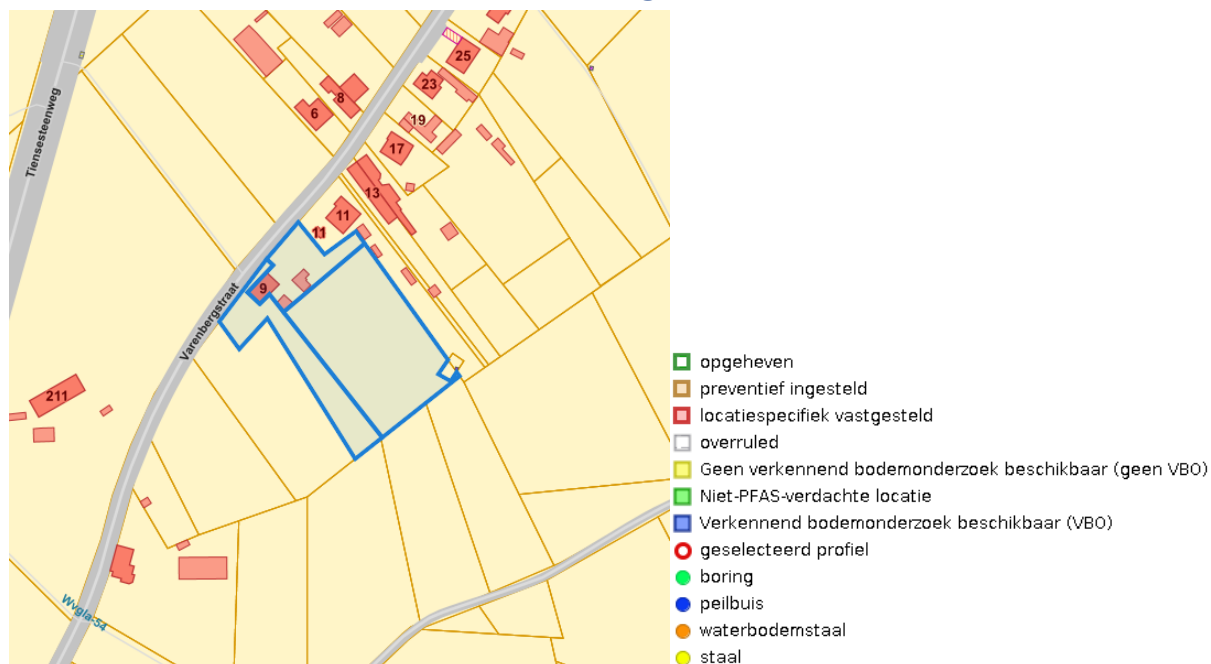 25
23
8
6
19
17
Tiensesteenweg
13
11
11
9
Varenbergstraat
211
Wvgla-54
opgeheven
preventief ingesteld
locatiespecifiek vastgesteld
overruled
Geen verkennend bodemonderzoek beschikbaar (geen VBO)
Niet-PFAS-verdachte locatie
Verkennend bodemonderzoek beschikbaar (VBO)
geselecteerd profiel
boring
peilbuis
waterbodemstaal
staal